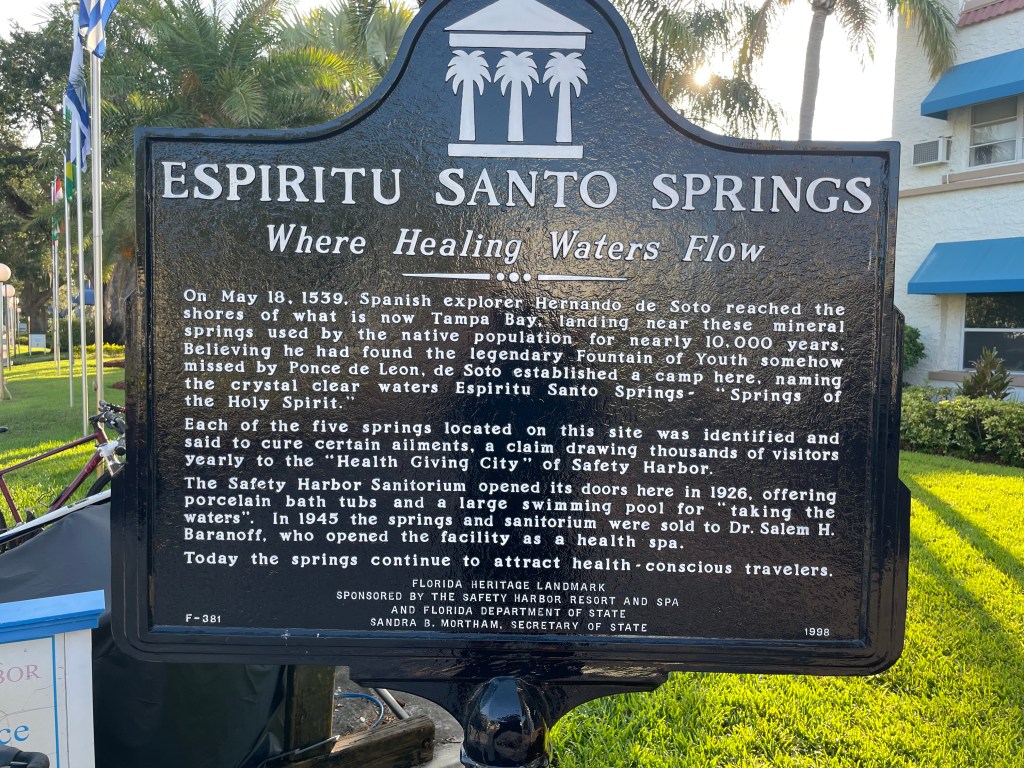 ESPIRITU SANTO SPRINGS
Where Healing Waters Flow
On May 18, 1539, Spanish explorer Hernando de Soto reached the
shores of what is now Tampa Bay, landing near these mineral
springs used by the native population for nearly 10,000 years.
Believing he had found the legendary Fountain of Youth somehow
missed by Ponce de Leon, de Soto established a camp here, naming
the crystal clear waters Espiritu Santo Springs- "Springs of
the Holy Spirit."
Each of the five springs located on this site was identified and
said to cure certain ailments, a claim drawing thousands of visitors
yearly to the "Health Giving City" of Safety Harbor.
The Safety Harbor Sanitorium opened its doors here in 1926, offering
porcelain bath tubs and a large swimming pool for "taking the
waters". In 1945 the springs and sanitorium were sold to Dr. Salem H.
Baranoff, who opened the facility as a health spa.
Today the springs continue to attract health-conscious travelers.
FLORIDA HERITAGE LANDMARK
SPONSORED BY THE SAFETY HARBOR RESORT AND SPA
AND FLORIDA DEPARTMENT OF STATE
SANDRA B. MORTHAM, SECRETARY OF STATE
F-381
1998
BOR
ce